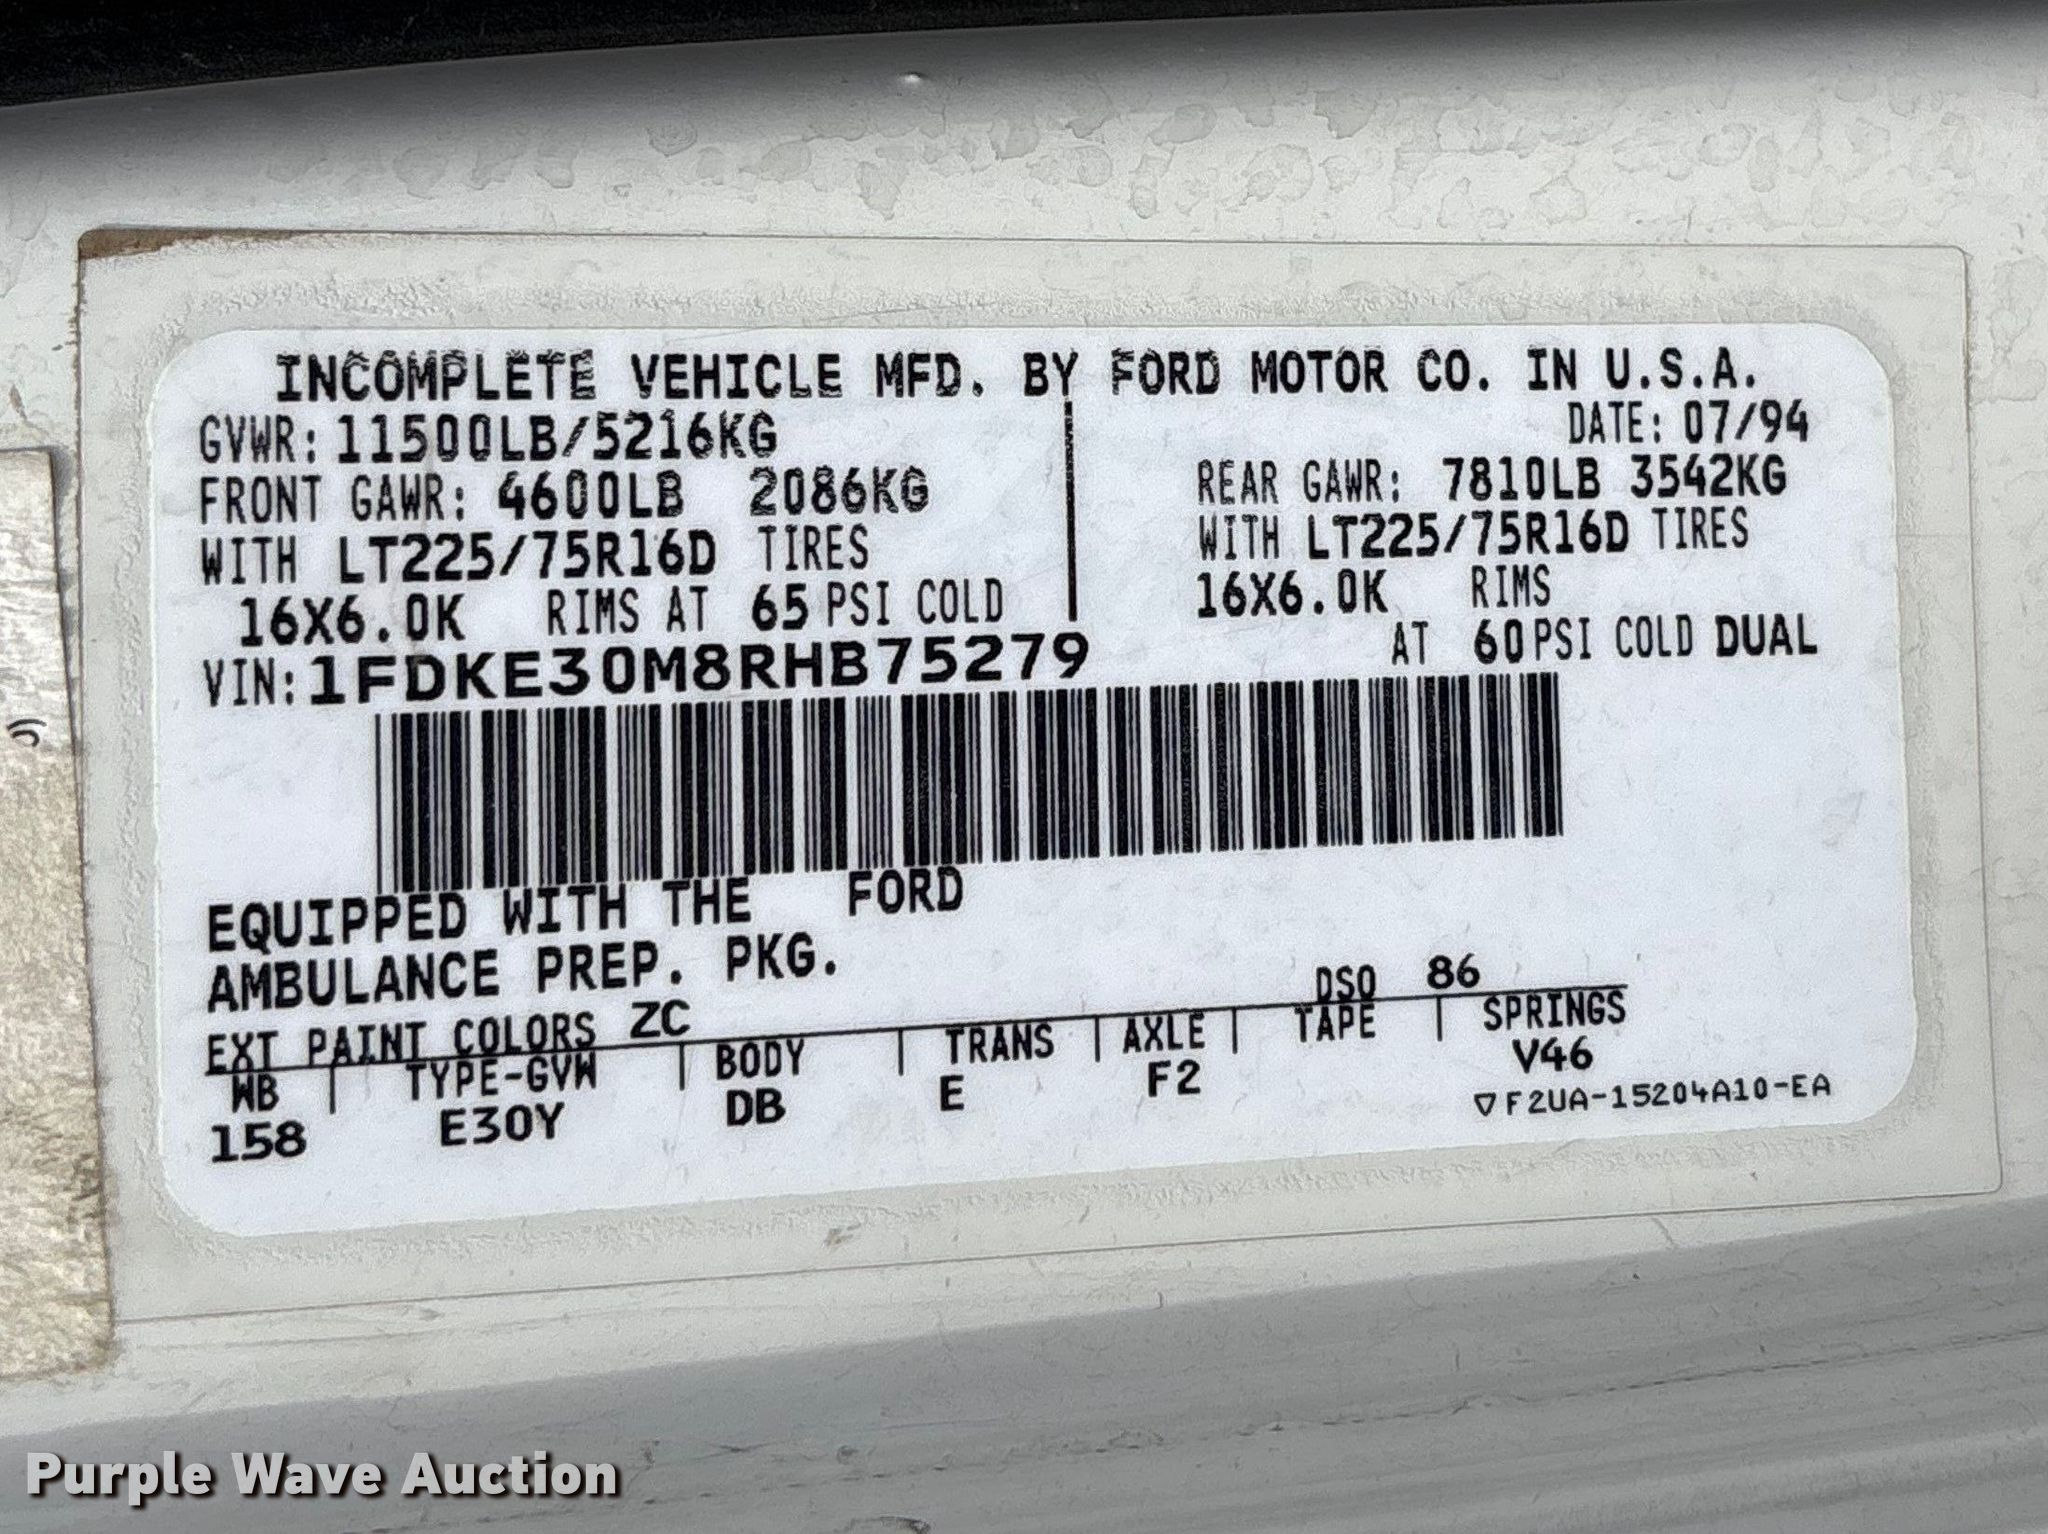 INCOMPLETE VEHICLE MFD. BY FORD MOTOR CO. IN U.S.A.
GVWR: 11500LB/5216KG DATE: 07/94
FRONT GAWR: 4600LB 2086KG REAR GAWR: 7810LB 3542KG
WITH LT225/75R16D TIRES WITH LT225/75R16D TIRES
16X6.0K RIMS AT 65 PSI COLD 16X6.0K RIMS
AT 60 PSI COLD DUAL
VIN: 1FDKE30M8RHB75279
EQUIPPED WITH THE FORD
AMBULANCE PREP. PKG.
EXT PAINT COLORS ZC DSO 86
WB | TYPE-GVW | BODY | TRANS | AXLE | TAPE | SPRINGS
158 E30Y DB E F2 V46
▽F2UA-15204A10-EA
Purple Wave Auction